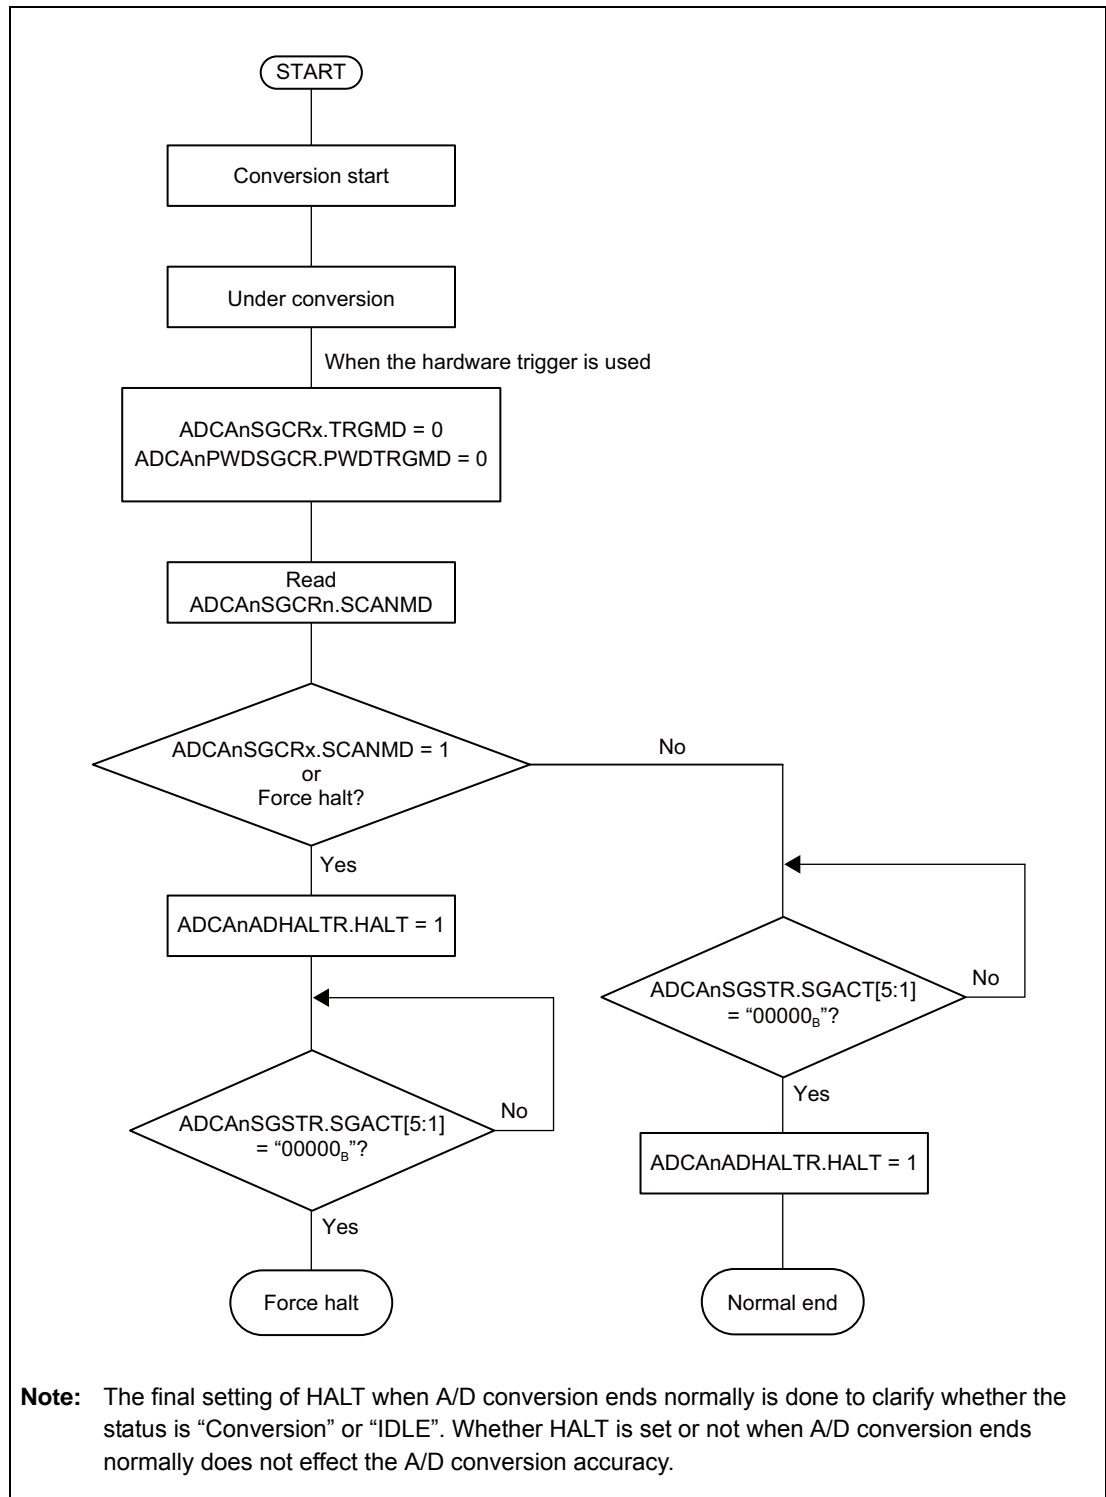 START
Conversion start
Under conversion
When the hardware trigger is used
ADCAnSGCRx.TRGMD = 0
ADCAnPWDSGCR.PWDTRGMD = 0
Read
ADCAnSGCRn.SCANMD
ADCAnSGCRx.SCANMD = 1
or
Force halt?
No
Yes
ADCAnADHALTR.HALT = 1
ADCAnSGSTR.SGACT[5:1]
= “00000B”?
No
Yes
Force halt
ADCAnSGSTR.SGACT[5:1]
= “00000B”?
No
Yes
ADCAnADHALTR.HALT = 1
Normal end
Note: The final setting of HALT when A/D conversion ends normally is done to clarify whether the
status is “Conversion” or “IDLE”. Whether HALT is set or not when A/D conversion ends
normally does not effect the A/D conversion accuracy.